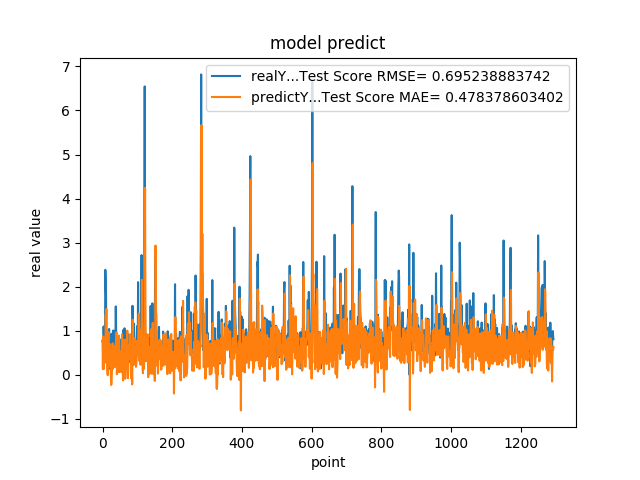 model predict
realY...Test Score RMSE= 0.695238883742
predictY...Test Score MAE= 0.478378603402
real value
7
6
5
4
3
2
1
0
−1
0 200 400 600 800 1000 1200
point